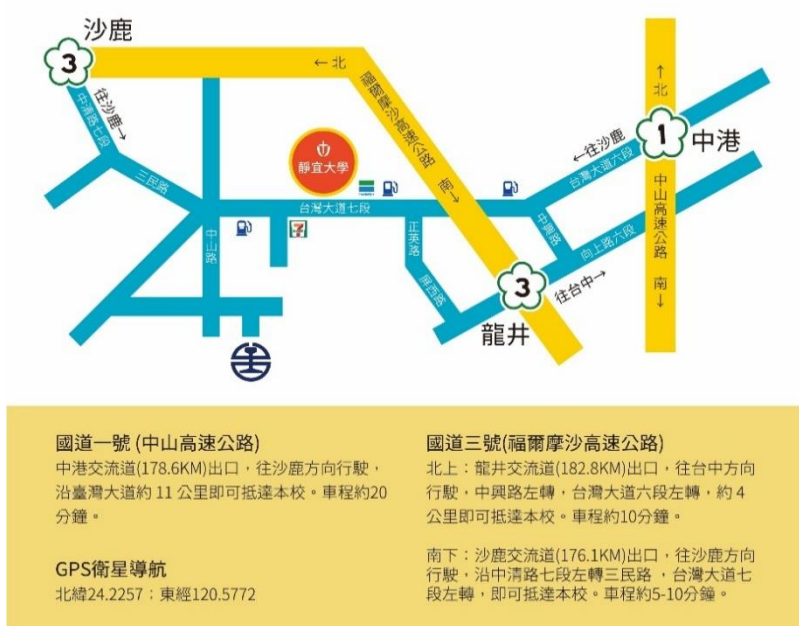 沙鹿
3
←北
福爾摩沙高速公路
南→
往沙鹿→
中清路七段
三民路
靜宜大學
台灣大道七段
7
中山路
正英路
屏西路
3
龍井
中興路
向上路六段
往台中→
←往沙鹿
台灣大道六段
←北
1
中港
中山高速公路
南→
國道一號 (中山高速公路)
中港交流道(178.6KM)出口,往沙鹿方向行駛,
沿臺灣大道約 11 公里即可抵達本校。車程約20
分鐘。
GPS衛星導航
北緯24.2257:東經120.5772
國道三號(福爾摩沙高速公路)
北上:龍井交流道(182.8KM)出口,往台中方向
行駛,中興路左轉,台灣大道六段左轉,約 4
公里即可抵達本校。車程約10分鐘。
南下:沙鹿交流道(176.1KM)出口,往沙鹿方向
行駛,沿中清路七段左轉三民路 ,台灣大道七
段左轉,即可抵達本校。車程約5-10分鐘。